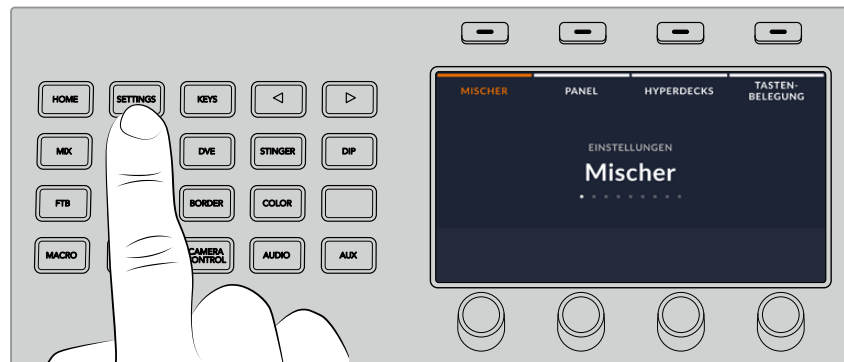 HOME
SETTINGS
KEYS
MIX
DVE
STINGER
DIP
FTB
BORDER
COLOR
MACRO
CAMERA
CONTROL
AUDIO
AUX
MISCHER
PANEL
HYPERDECKS
TASTEN-
BELEGUNG
EINSTELLUNGEN
Mischer